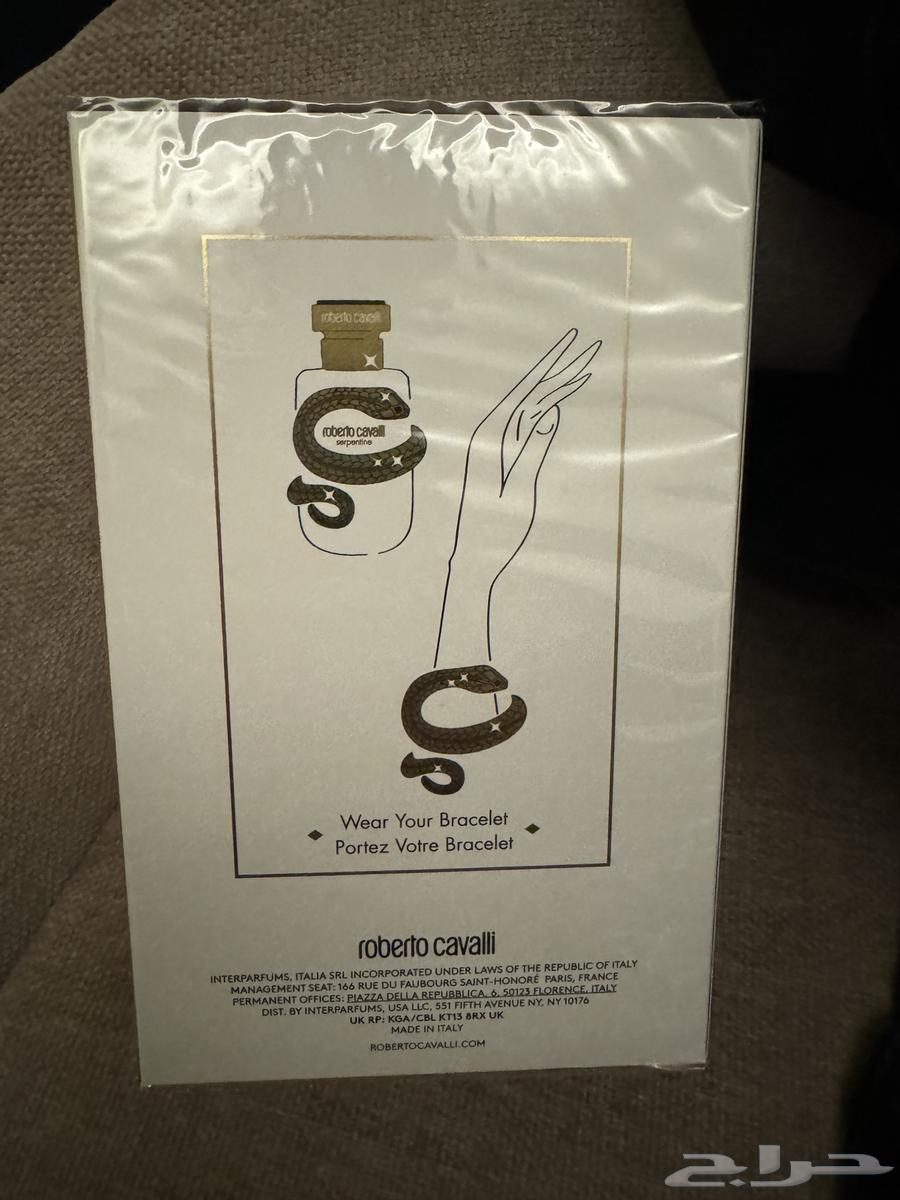 roberto cavalli
roberto cavalli
serpentine
Wear Your Bracelet
Portez Votre Bracelet
roberto cavalli
INTERPARFUMS, ITALIA SRL INCORPORATED UNDER LAWS OF THE REPUBLIC OF ITALY
MANAGEMENT SEAT: 166 RUE DU FAUBOURG SAINT-HONORÉ PARIS, FRANCE
PERMANENT OFFICES: PIAZZA DELLA REPUBBLICA, 6, 50123 FLORENCE, ITALY
DIST. BY INTERPARFUMS, USA LLC, 551 FIFTH AVENUE NY, NY 10176
UK RP: KGA/CBL KT13 8RX UK
MADE IN ITALY
ROBERTOCAVALLI.COM
حراج